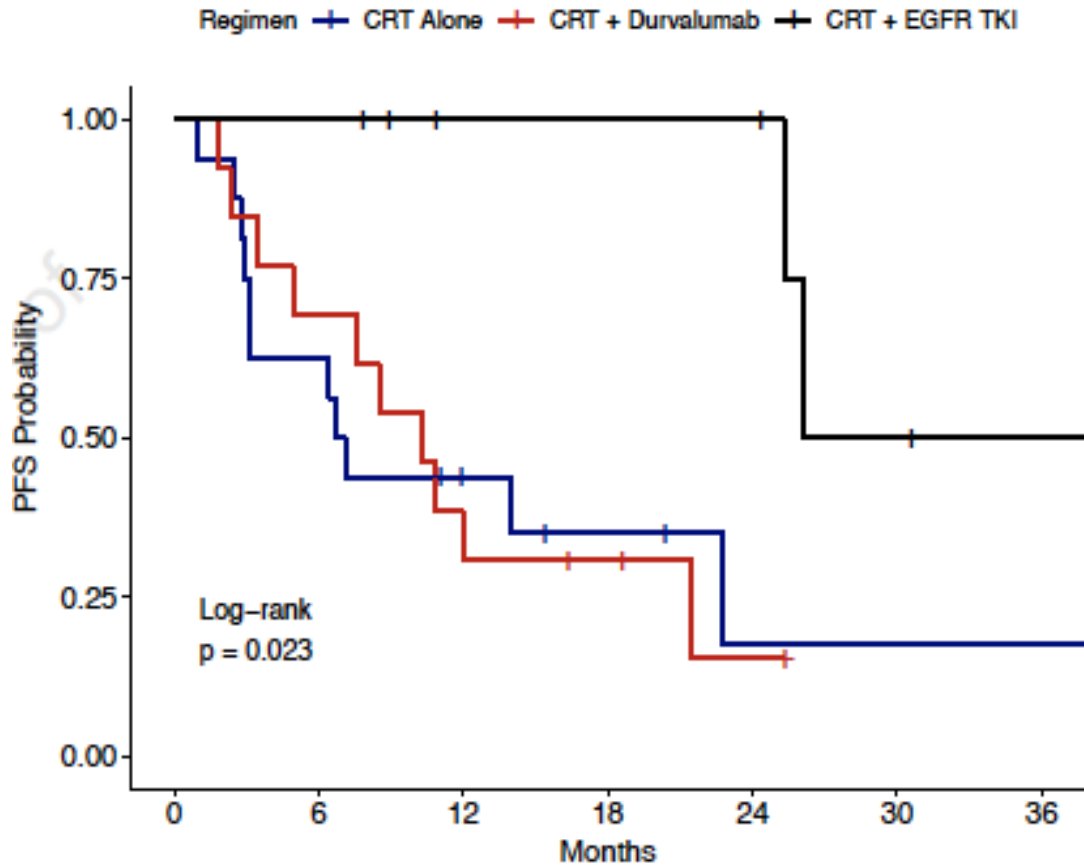 Regimen CRT Alone CRT + Durvalumab CRT + EGFR TKI
1.00
0.75
0.50
0.25
0.00
PFS Probability
of
Log-rank
p = 0.023
0 6 12 18 24 30 36
Months